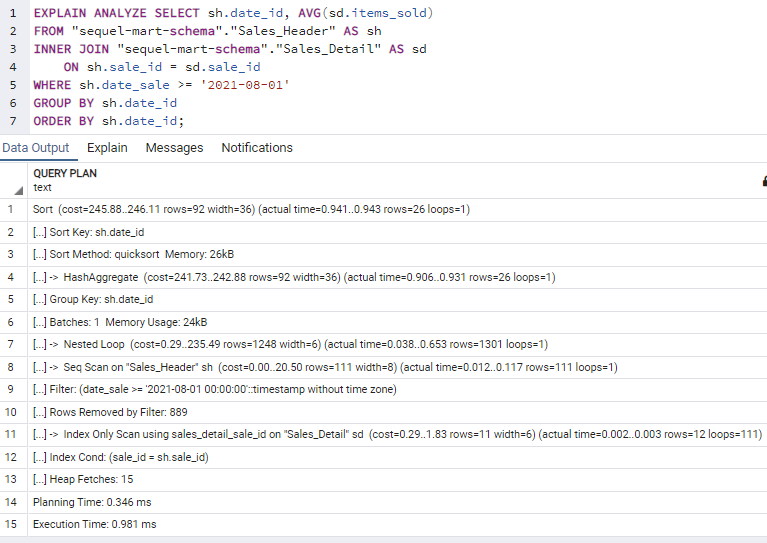 1 EXPLAIN ANALYZE SELECT sh.date_id, AVG(sd.items_sold)
2 FROM "sequel-mart-schema"."Sales_Header" AS sh
3 INNER JOIN "sequel-mart-schema"."Sales_Detail" AS sd
4 ON sh.sale_id = sd.sale_id
5 WHERE sh.date_sale >= '2021-08-01'
6 GROUP BY sh.date_id
7 ORDER BY sh.date_id;
Data Output Explain Messages Notifications
QUERY PLAN
text
1 Sort (cost=245.88..246.11 rows=92 width=36) (actual time=0.941..0.943 rows=26 loops=1)
2 [...] Sort Key: sh.date_id
3 [...] Sort Method: quicksort Memory: 26kB
4 [...] -> HashAggregate (cost=241.73..242.88 rows=92 width=36) (actual time=0.906..0.931 rows=26 loops=1)
5 [...] Group Key: sh.date_id
6 [...] Batches: 1 Memory Usage: 24kB
7 [...] -> Nested Loop (cost=0.29..235.49 rows=1248 width=6) (actual time=0.038..0.653 rows=1301 loops=1)
8 [...] -> Seq Scan on "Sales_Header" sh (cost=0.00..20.50 rows=111 width=8) (actual time=0.012..0.117 rows=111 loops=1)
9 [...] Filter: (date_sale >= '2021-08-01 00:00:00'::timestamp without time zone)
10 [...] Rows Removed by Filter: 889
11 [...] -> Index Only Scan using sales_detail_sale_id on "Sales_Detail" sd (cost=0.29..1.83 rows=11 width=6) (actual time=0.002..0.003 rows=12 loops=111)
12 [...] Index Cond: (sale_id = sh.sale_id)
13 [...] Heap Fetches: 15
14 Planning Time: 0.346 ms
15 Execution Time: 0.981 ms